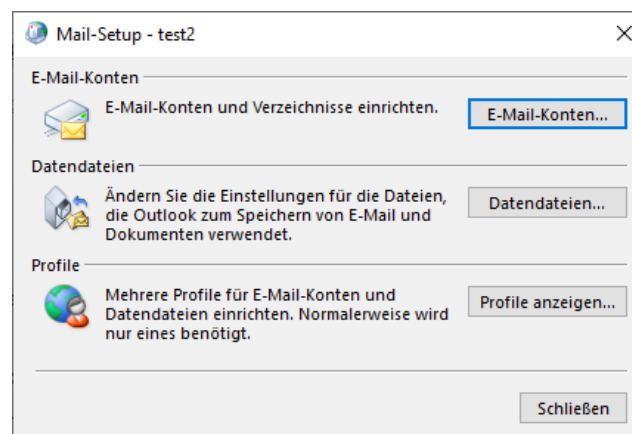 Mail-Setup - test2
E-Mail-Konten
E-Mail-Konten und Verzeichnisse einrichten.
E-Mail-Konten...
Datendateien
Ändern Sie die Einstellungen für die Dateien,
die Outlook zum Speichern von E-Mail und
Dokumenten verwendet.
Datendateien...
Profile
Mehrere Profile für E-Mail-Konten und
Datendateien einrichten. Normalerweise wird
nur eines benötigt.
Profile anzeigen...
Schließen